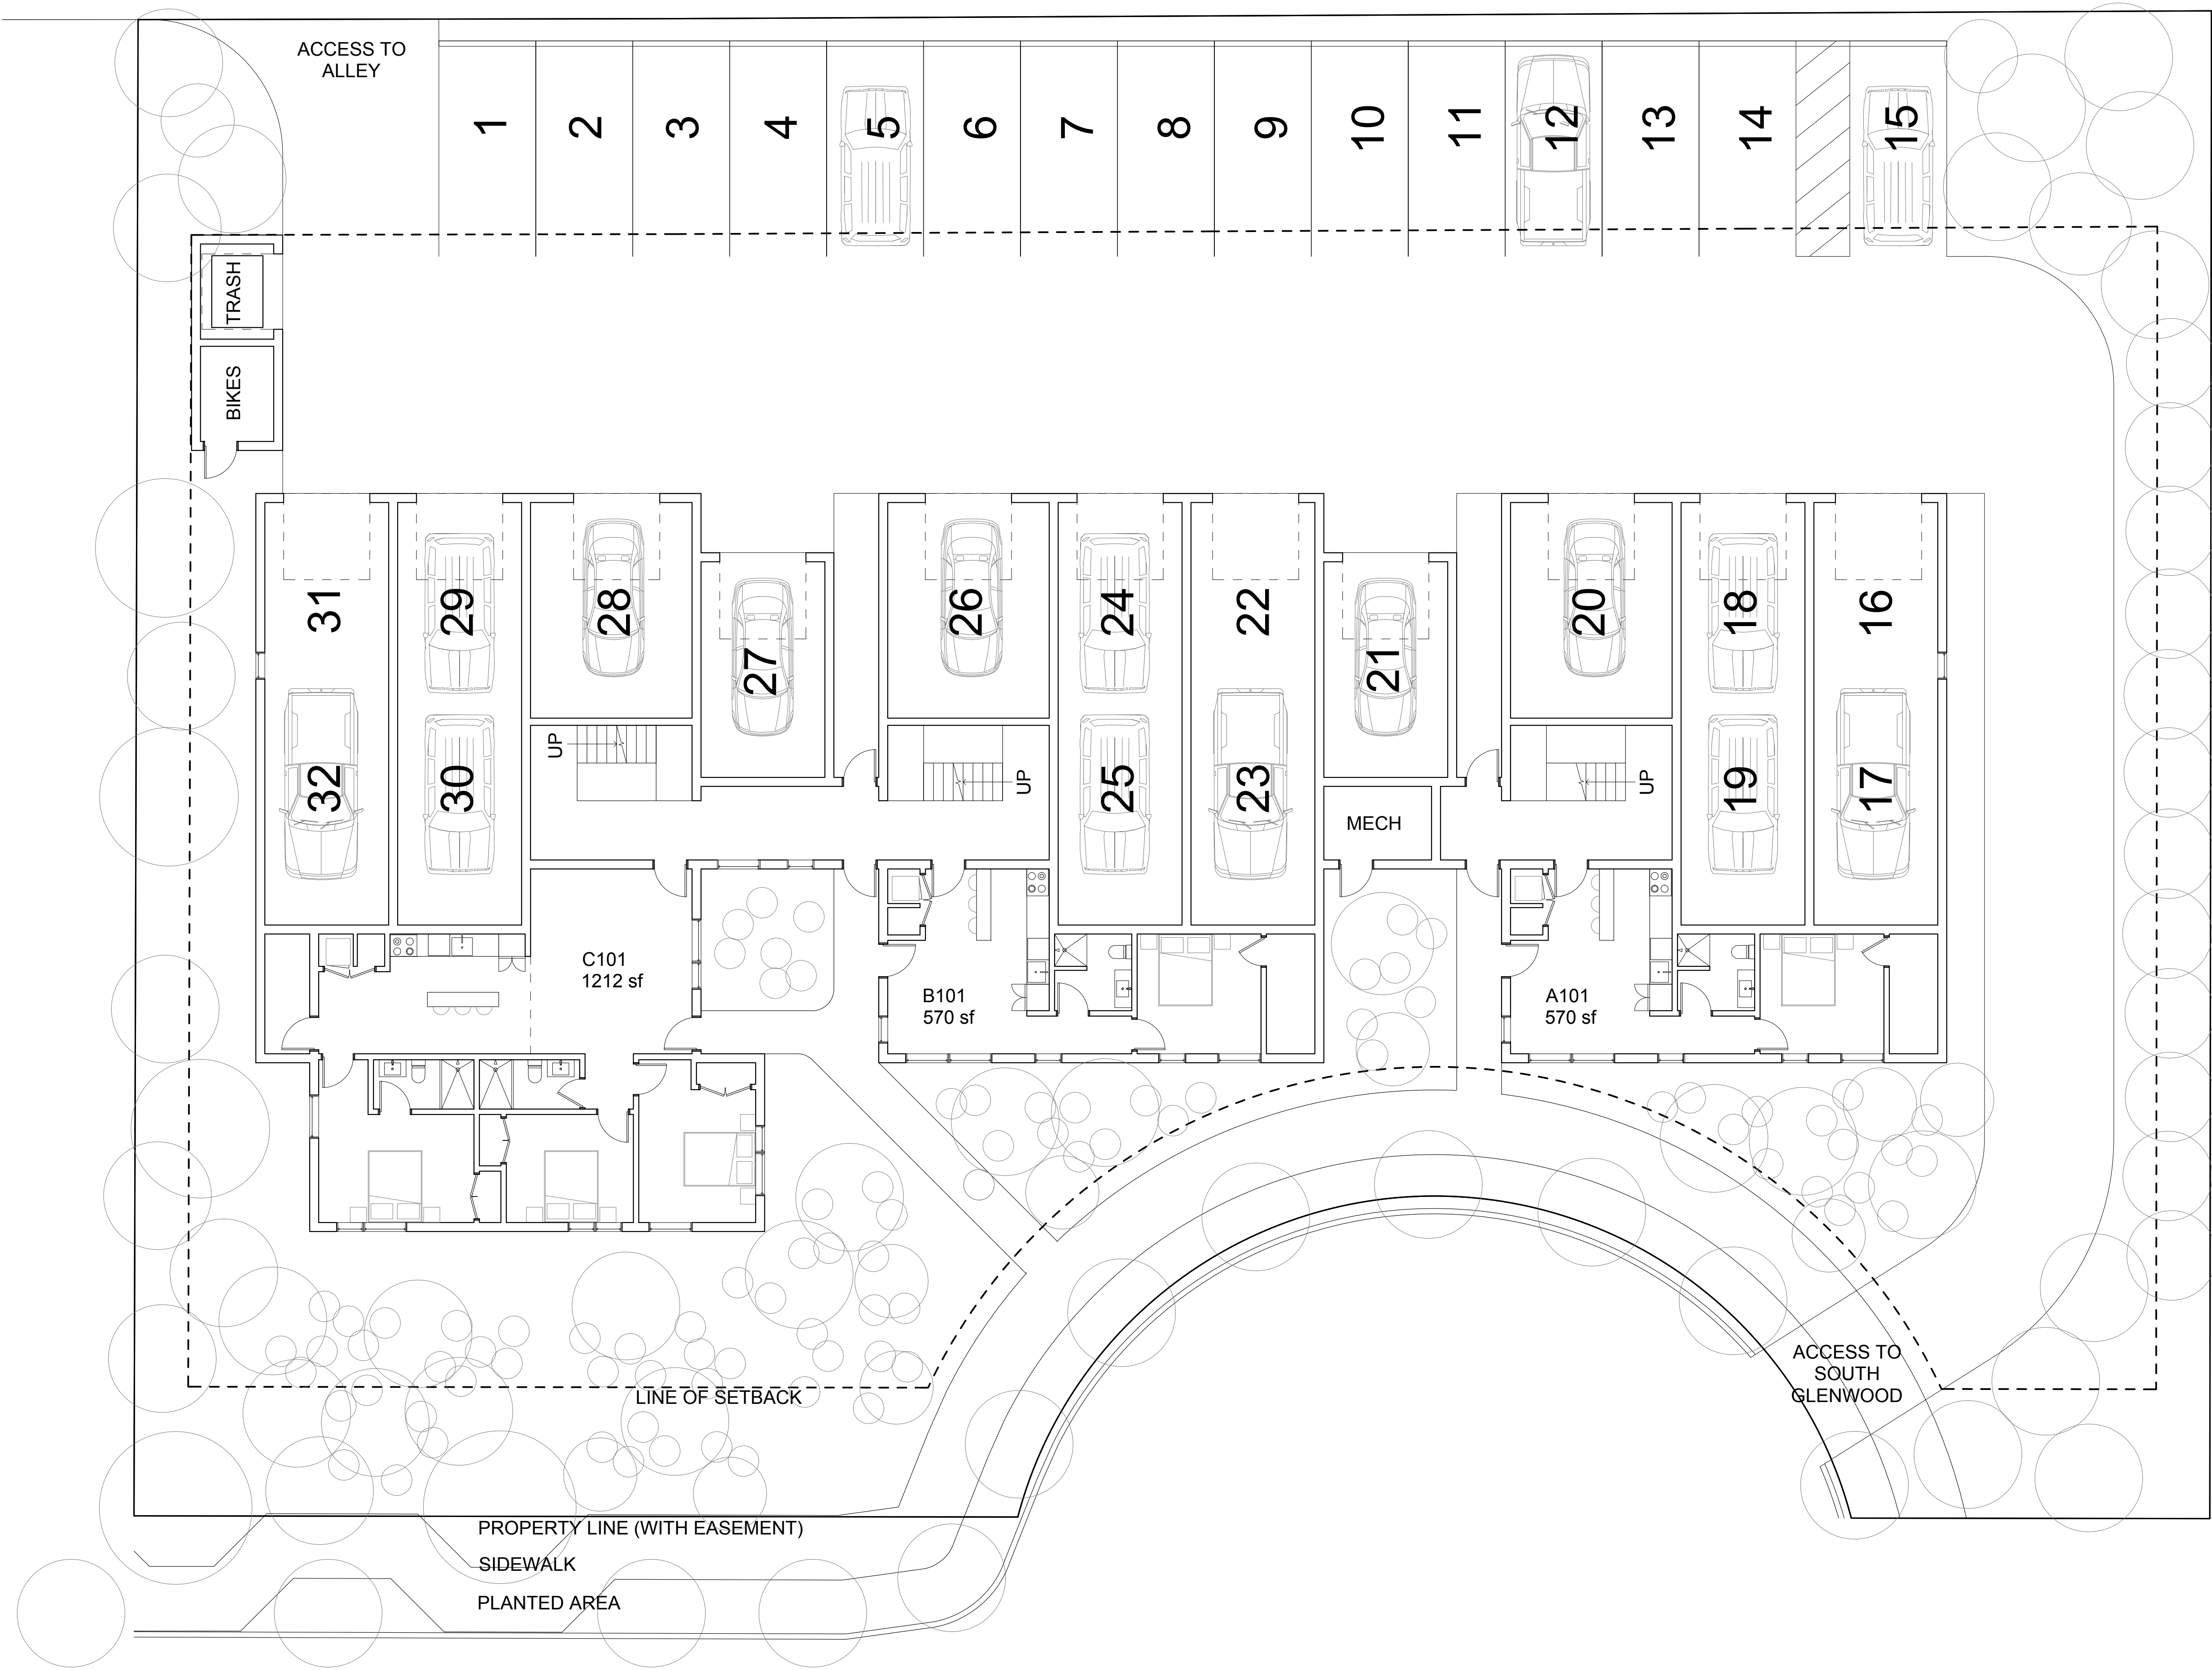 ACCESS TO
ALLEY
1
2
3
4
5
6
7
8
9
10
11
12
13
14
15
TRASH
BIKES
31
29
28
27
26
24
22
21
20
18
16
32
30
UP
25
23
UP
19
17
UP
MECH
C101
1212 sf
B101
570 sf
A101
570 sf
ACCESS TO
SOUTH
GLENWOOD
LINE OF SETBACK
PROPERTY LINE (WITH EASEMENT)
SIDEWALK
PLANTED AREA